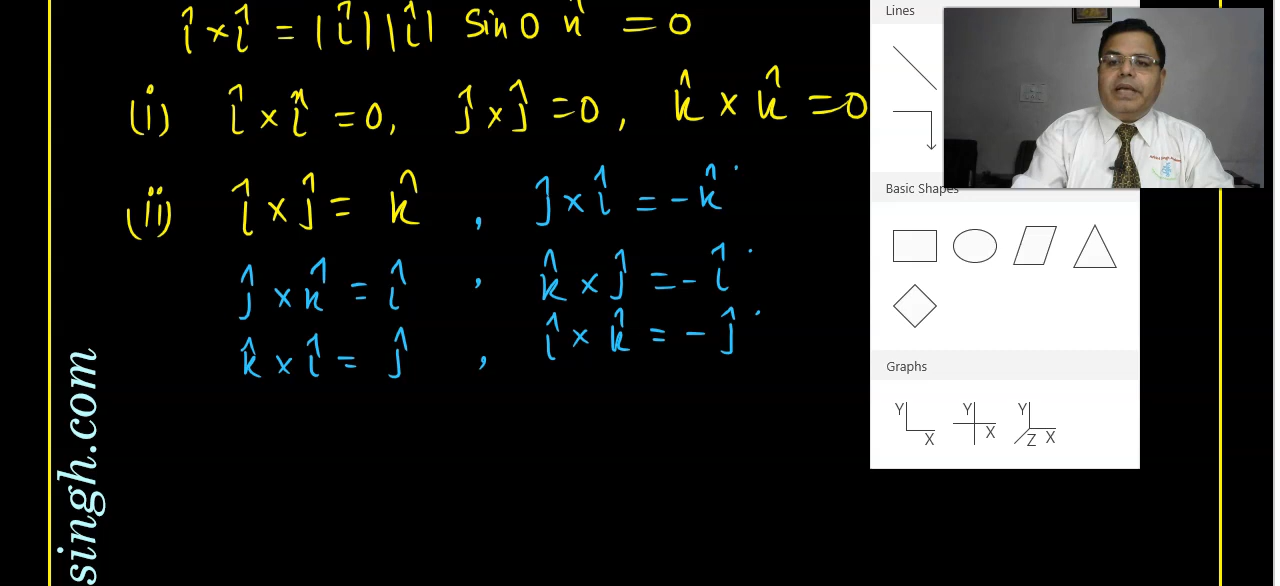 î × î = |î| |î| Sin 0 n̂ = 0
(i) î × î = 0, ĵ × ĵ = 0, k̂ × k̂ = 0
(ii) î × ĵ = k̂ , ĵ × î = - k̂
ĵ × k̂ = î , k̂ × ĵ = - î
k̂ × î = ĵ , î × k̂ = - ĵ
singh.com
Lines
Basic Shapes
Graphs
Y X Y X Y Z X